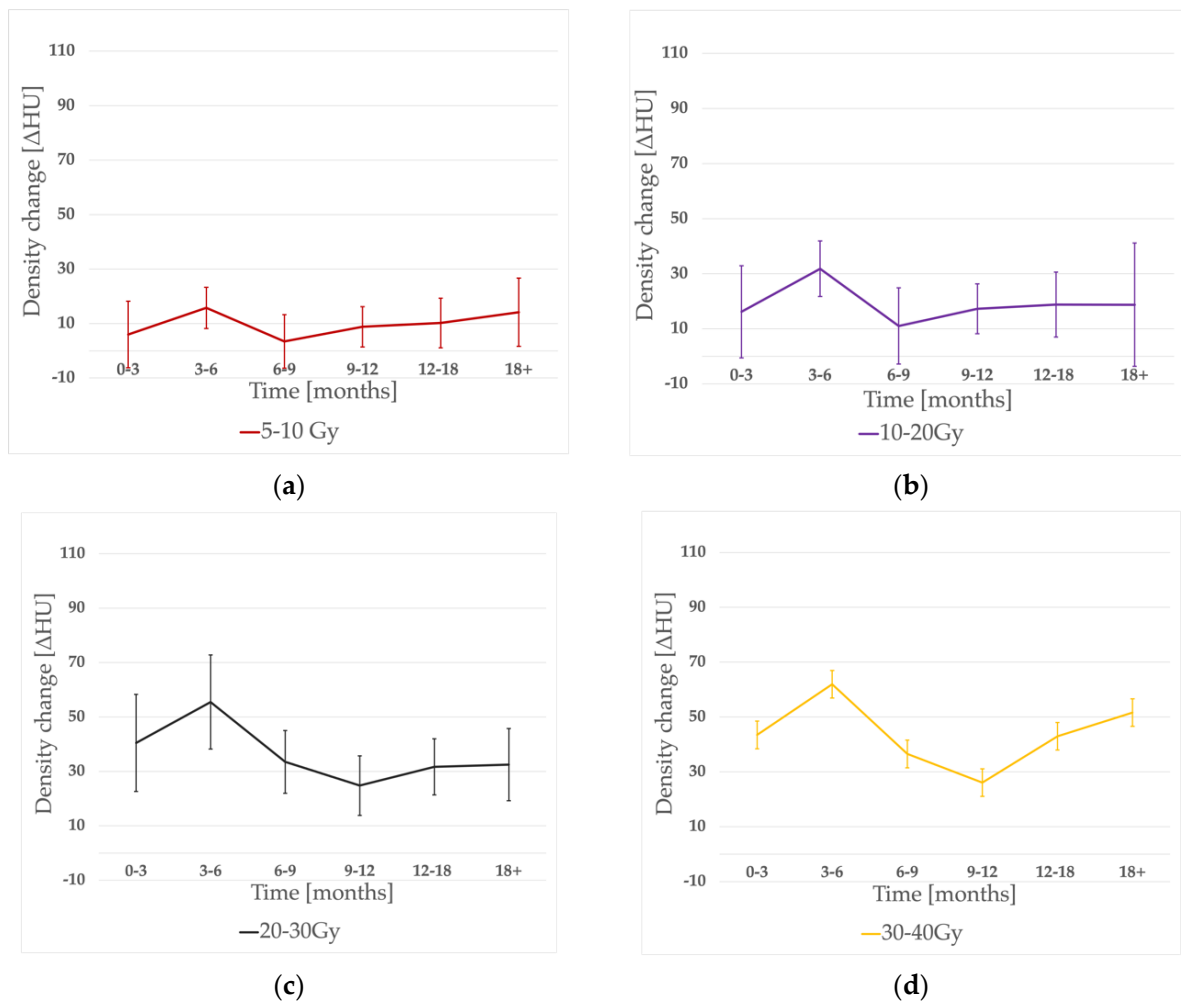 110
90
70
50
30
10
-10
Density change [ΔHU]
0-3 3-6 6-9 9-12 12-18 18+
Time [months]
5-10 Gy
(a)
110
90
70
50
30
10
-10
Density change [ΔHU]
0-3 3-6 6-9 9-12 12-18 18+
Time [months]
10-20Gy
(b)
110
90
70
50
30
10
-10
Density change [ΔHU]
0-3 3-6 6-9 9-12 12-18 18+
Time [months]
20-30Gy
(c)
110
90
70
50
30
10
-10
Density change [ΔHU]
0-3 3-6 6-9 9-12 12-18 18+
Time [months]
30-40Gy
(d)